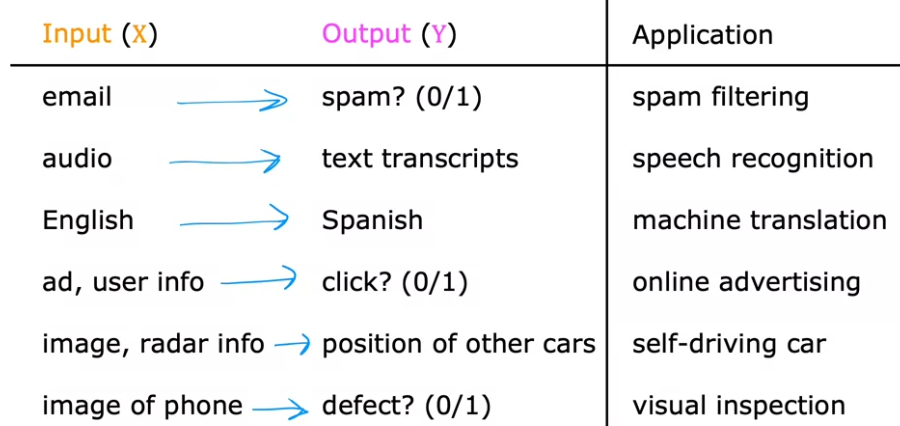 Input (X) Output (Y) Application
email spam? (0/1) spam filtering
audio text transcripts speech recognition
English Spanish machine translation
ad, user info click? (0/1) online advertising
image, radar info position of other cars self-driving car
image of phone defect? (0/1) visual inspection